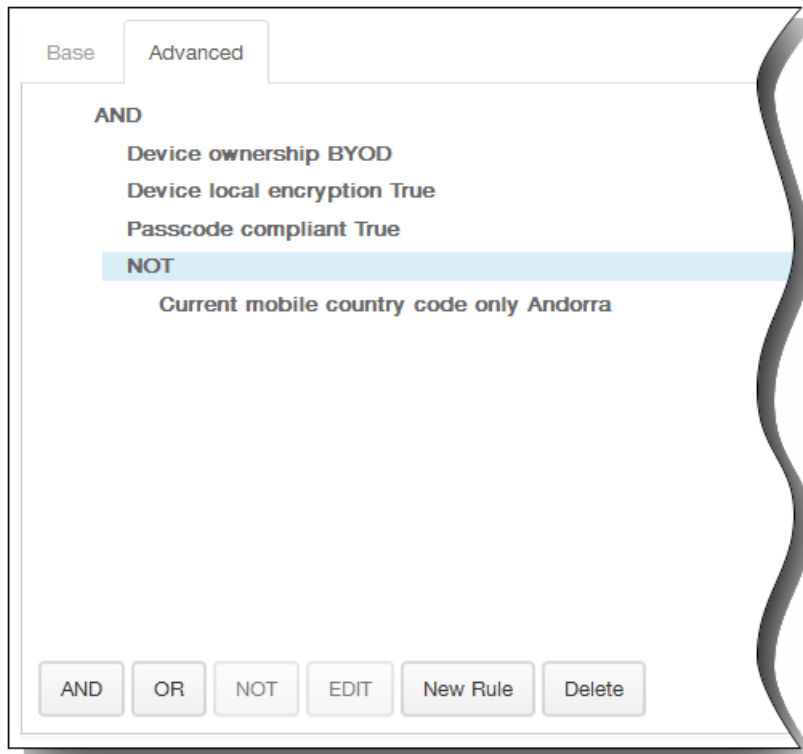 Base Advanced
AND
Device ownership BYOD
Device local encryption True
Passcode compliant True
NOT
Current mobile country code only Andorra
AND OR NOT EDIT New Rule Delete